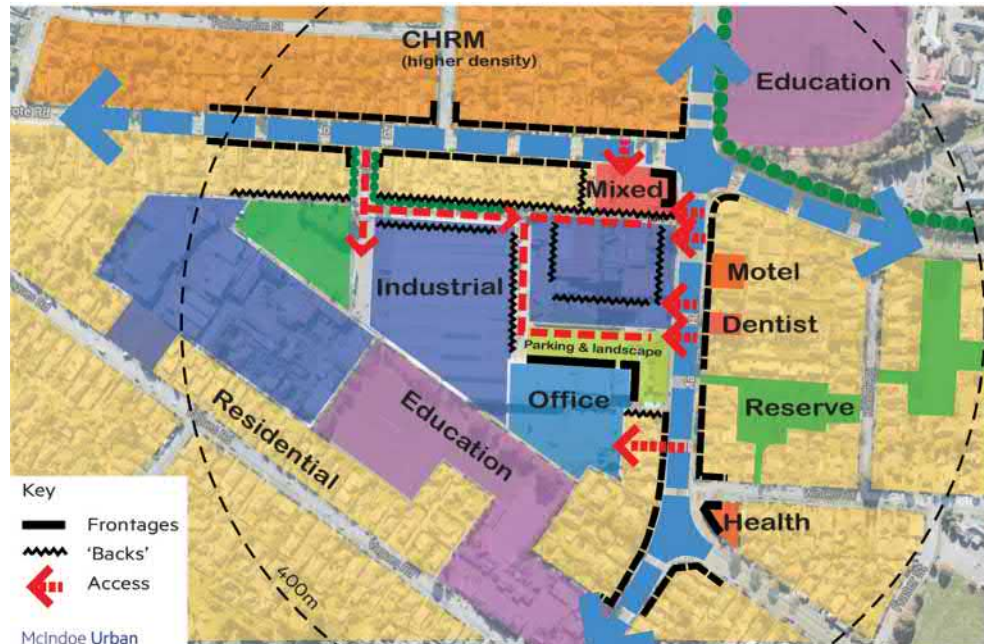 CHRM
(higher density)
Education
Mixed
Industrial
Motel
Dentist
Parking & landscape
Office
Reserve
Education
Residential
Health
400m
Key
Frontages
'Backs'
Access
McIndoe Urban